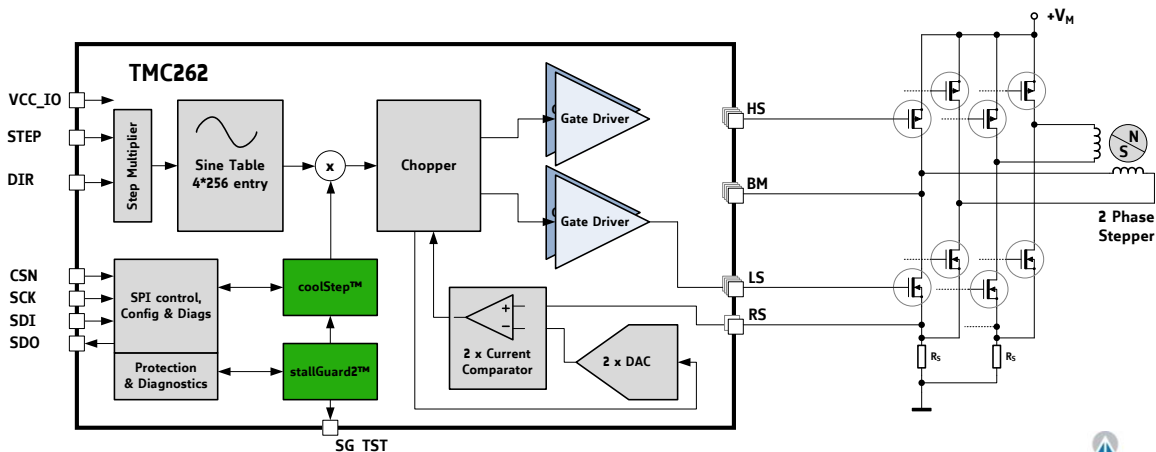 +VM
TMC262
VCC_IO
STEP
DIR
Step Multiplier
Sine Table
4*256 entry
x
Chopper
Gate Driver
Gate Driver
HS
BM
LS
RS
N
S
2 Phase
Stepper
CSN
SCK
SDI
SDO
SPI control,
Config & Diags
Protection
& Diagnostics
coolStep™
stallGuard2™
+
−
2 x Current
Comparator
2 x DAC
RS
RS
SG_TST